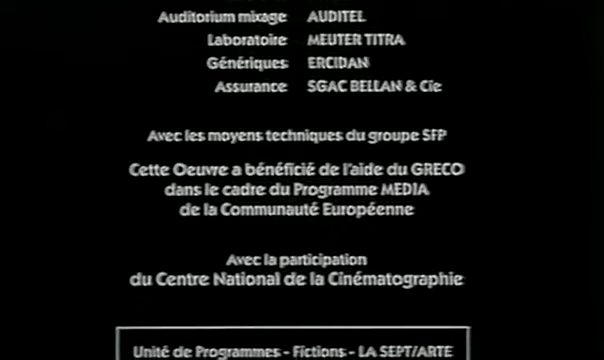 Auditorium mixage AUDITEL
Laboratoire MEUTER TITRA
Génériques ERCIDAN
Assurance SGAC BELLAN & Cie
Avec les moyens techniques du groupe SFP
Cette Oeuvre a bénéficié de l'aide du GRECO
dans le cadre du Programme MEDIA
de la Communauté Européenne
Avec la participation
du Centre National de la Cinématographie
Unité de Programmes - Fictions - LA SEPT/ARTE